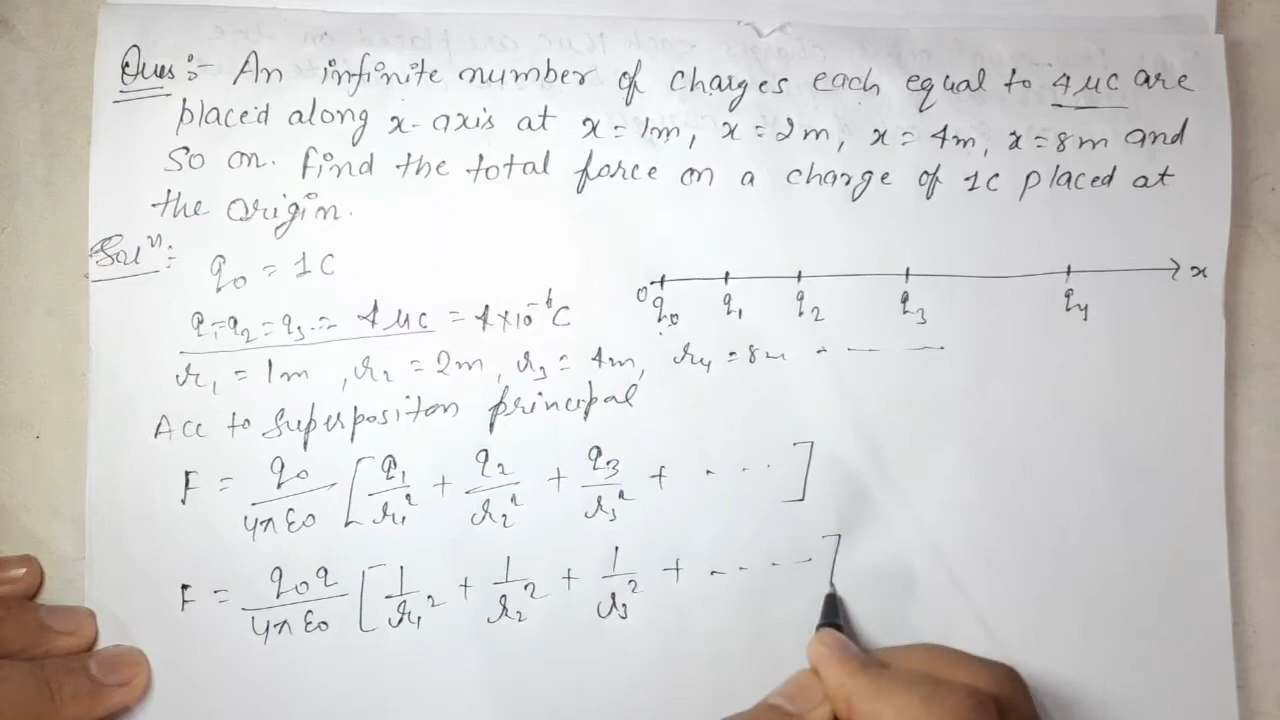 Ques :- An infinite number of charges each equal to 4 μc are
placed along x-axis at x = 1m, x = 2m, x = 4m, x = 8m and
so on. find the total force on a charge of 1c placed at
the origin.
Solⁿ :-
q₀ = 1C
0 q₀ q₁ q₂ q₃ q₄ x
q₁=q₂=q₃ .= 4 μc = 4×10⁻⁶C
r₁ = 1m , r₂ = 2m, r₃ = 4m, r₄ = 8m - — —
Acc to superpositon principal
F = q₀/4πε₀ [q₁/r₁² + q₂/r₂² + q₃/r₃² + - - - -]
F = q₀q/4πε₀ [1/r₁² + 1/r₂² + 1/r₃² + - - - -]